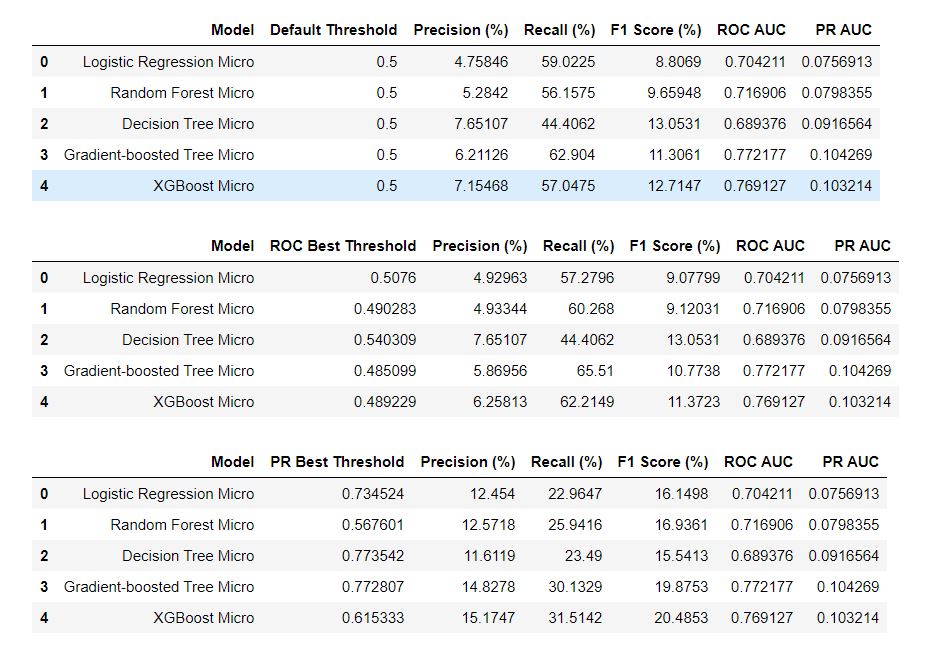 Model Default Threshold Precision (%) Recall (%) F1 Score (%) ROC AUC PR AUC
0 Logistic Regression Micro 0.5 4.75846 59.0225 8.8069 0.704211 0.0756913
1 Random Forest Micro 0.5 5.2842 56.1575 9.65948 0.716906 0.0798355
2 Decision Tree Micro 0.5 7.65107 44.4062 13.0531 0.689376 0.0916564
3 Gradient-boosted Tree Micro 0.5 6.21126 62.904 11.3061 0.772177 0.104269
4 XGBoost Micro 0.5 7.15468 57.0475 12.7147 0.769127 0.103214
Model ROC Best Threshold Precision (%) Recall (%) F1 Score (%) ROC AUC PR AUC
0 Logistic Regression Micro 0.5076 4.92963 57.2796 9.07799 0.704211 0.0756913
1 Random Forest Micro 0.490283 4.93344 60.268 9.12031 0.716906 0.0798355
2 Decision Tree Micro 0.540309 7.65107 44.4062 13.0531 0.689376 0.0916564
3 Gradient-boosted Tree Micro 0.485099 5.86956 65.51 10.7738 0.772177 0.104269
4 XGBoost Micro 0.489229 6.25813 62.2149 11.3723 0.769127 0.103214
Model PR Best Threshold Precision (%) Recall (%) F1 Score (%) ROC AUC PR AUC
0 Logistic Regression Micro 0.734524 12.454 22.9647 16.1498 0.704211 0.0756913
1 Random Forest Micro 0.567601 12.5718 25.9416 16.9361 0.716906 0.0798355
2 Decision Tree Micro 0.773542 11.6119 23.49 15.5413 0.689376 0.0916564
3 Gradient-boosted Tree Micro 0.772807 14.8278 30.1329 19.8753 0.772177 0.104269
4 XGBoost Micro 0.615333 15.1747 31.5142 20.4853 0.769127 0.103214